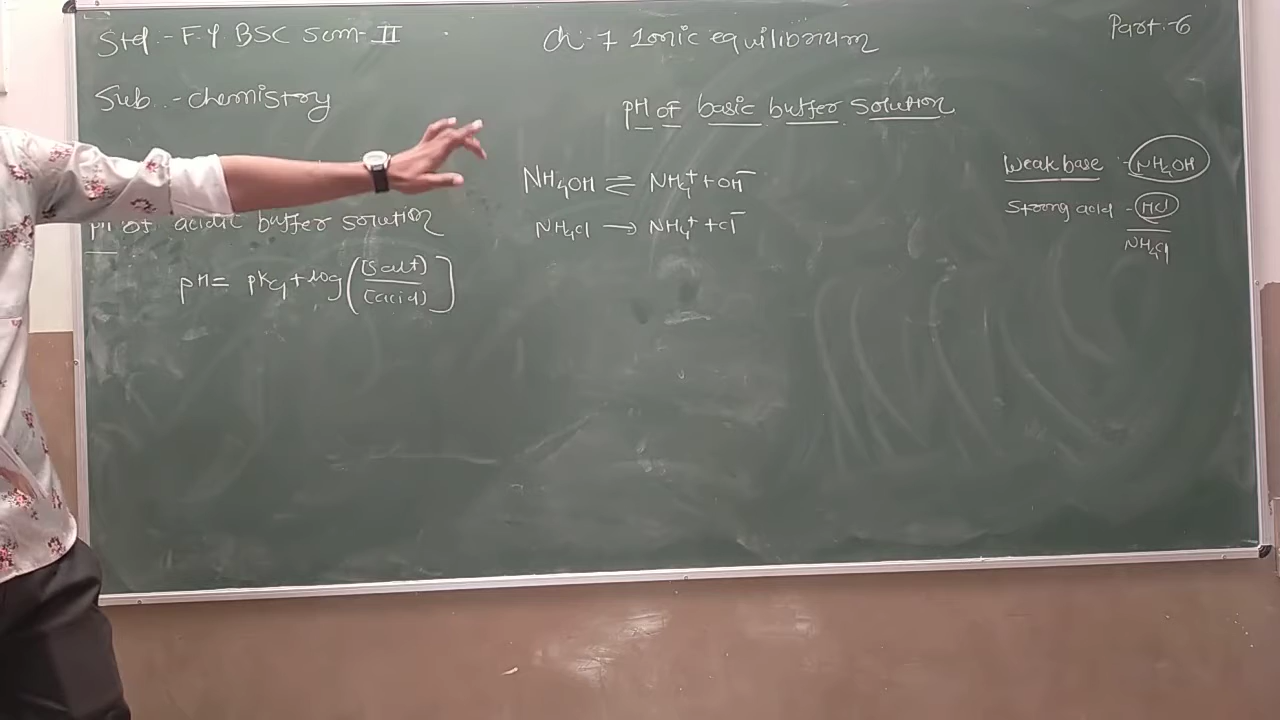 Std. - F.Y. BSC Sem-II
Ch-7 Ionic equilibrium
Part-6
Sub. - chemistry
pH of basic buffer solution
pH of acidic buffer solution
pH = pKa + log ([salt]/[acid]]
NH4OH ⇌ NH4+ + OH-
NH4Cl → NH4+ + Cl-
Weak base - NH4OH
Strong acid - HCl
NH4Cl